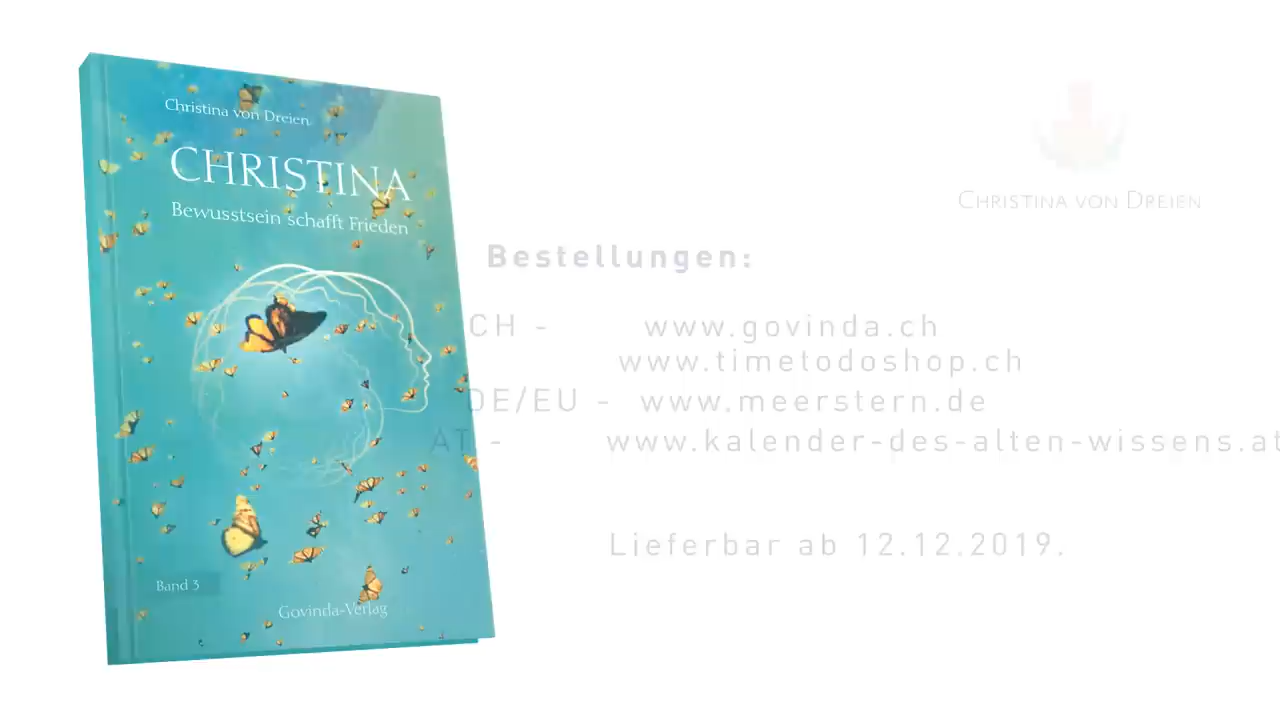 Christina von Dreien
CHRISTINA
Bewusstsein schafft Frieden
Band 3
Govinda-Verlag
CHRISTINA VON DREIEN
Bestellungen:
CH - www.govinda.ch
www.timetodoshop.ch
DE/EU - www.meerstern.de
AT - www.kalender-des-alten-wissens.at
Lieferbar ab 12.12.2019.